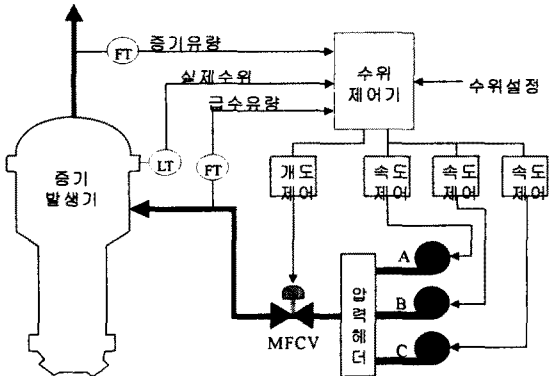 FT
증기유량
실제수위
급수유량
수위
제어기
수위설정
LT
FT
증기
발생기
개도
제어
속도
제어
속도
제어
속도
제어
A
B
C
압
력
헤
더
MFCV